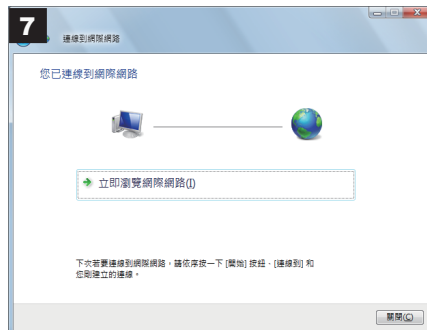 7
連線到網際網路
您已連線到網際網路
立即瀏覽網際網路(I)
下次若要連線到網際網路，請依序按一下 [開始] 按鈕、[連線到] 和
您剛建立的連線。
關閉(C)